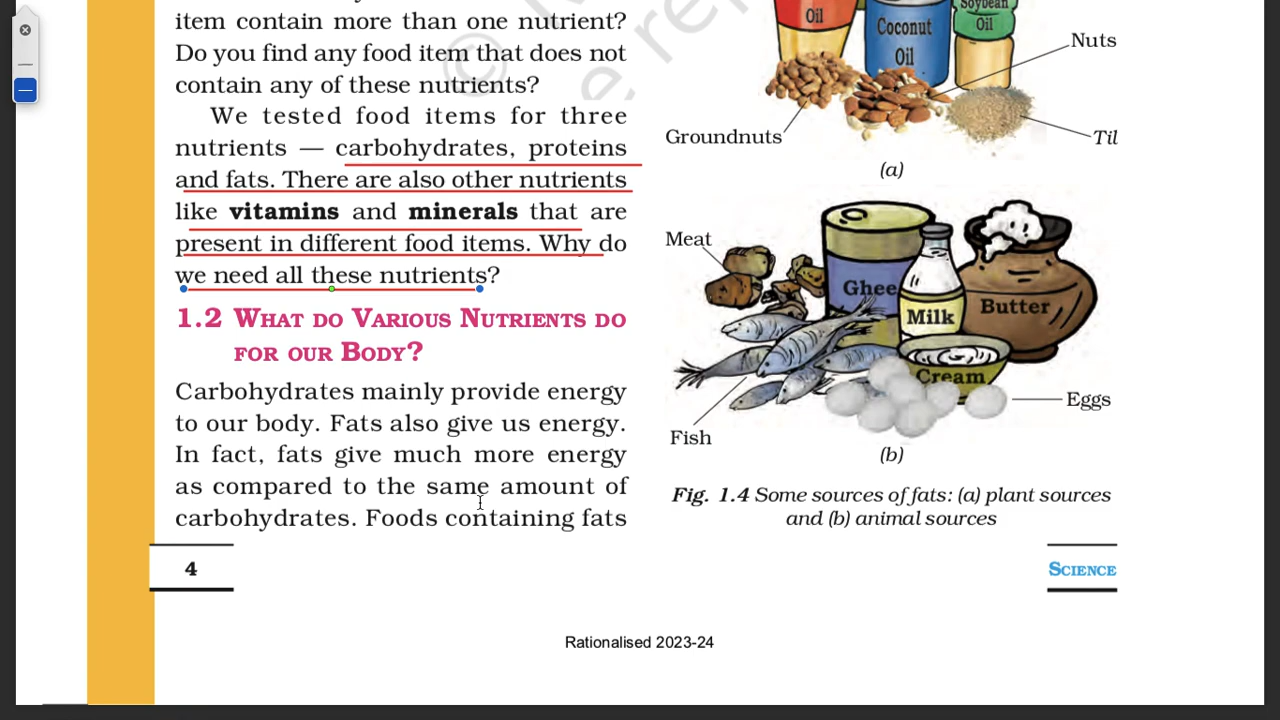 item contain more than one nutrient?
Do you find any food item that does not
contain any of these nutrients?
We tested food items for three
nutrients — carbohydrates, proteins
and fats. There are also other nutrients
like vitamins and minerals that are
present in different food items. Why do
we need all these nutrients?
1.2 WHAT DO VARIOUS NUTRIENTS DO
FOR OUR BODY?
Carbohydrates mainly provide energy
to our body. Fats also give us energy.
In fact, fats give much more energy
as compared to the same amount of
carbohydrates. Foods containing fats
4
Oil
Coconut
Oil
Soybean
Oil
Nuts
Groundnuts
Til
(a)
Meat
Ghee
Milk
Butter
Cream
Eggs
Fish
(b)
Fig. 1.4 Some sources of fats: (a) plant sources
and (b) animal sources
SCIENCE
Rationalised 2023-24